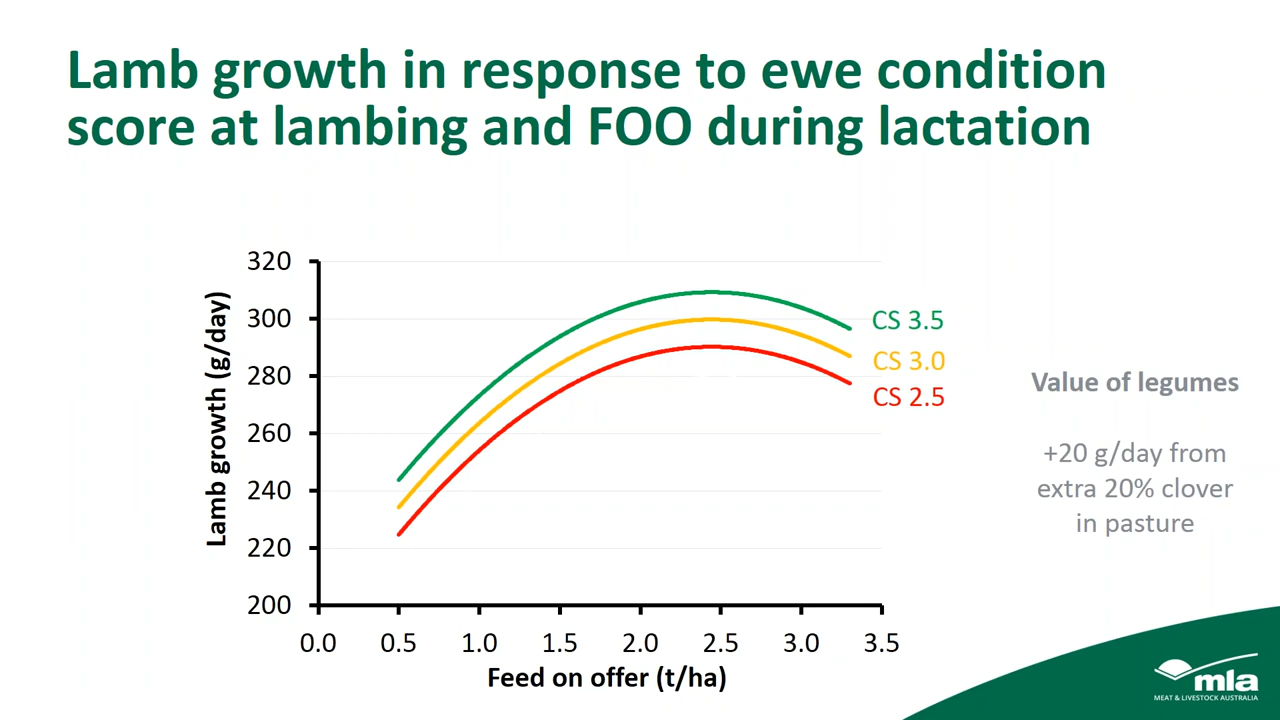 Lamb growth in response to ewe condition
score at lambing and FOO during lactation
320
300
280
260
240
220
200
Lamb growth (g/day)
0.0 0.5 1.0 1.5 2.0 2.5 3.0 3.5
Feed on offer (t/ha)
CS 3.5
CS 3.0
CS 2.5
Value of legumes
+20 g/day from
extra 20% clover
in pasture
mla
MEAT & LIVESTOCK AUSTRALIA